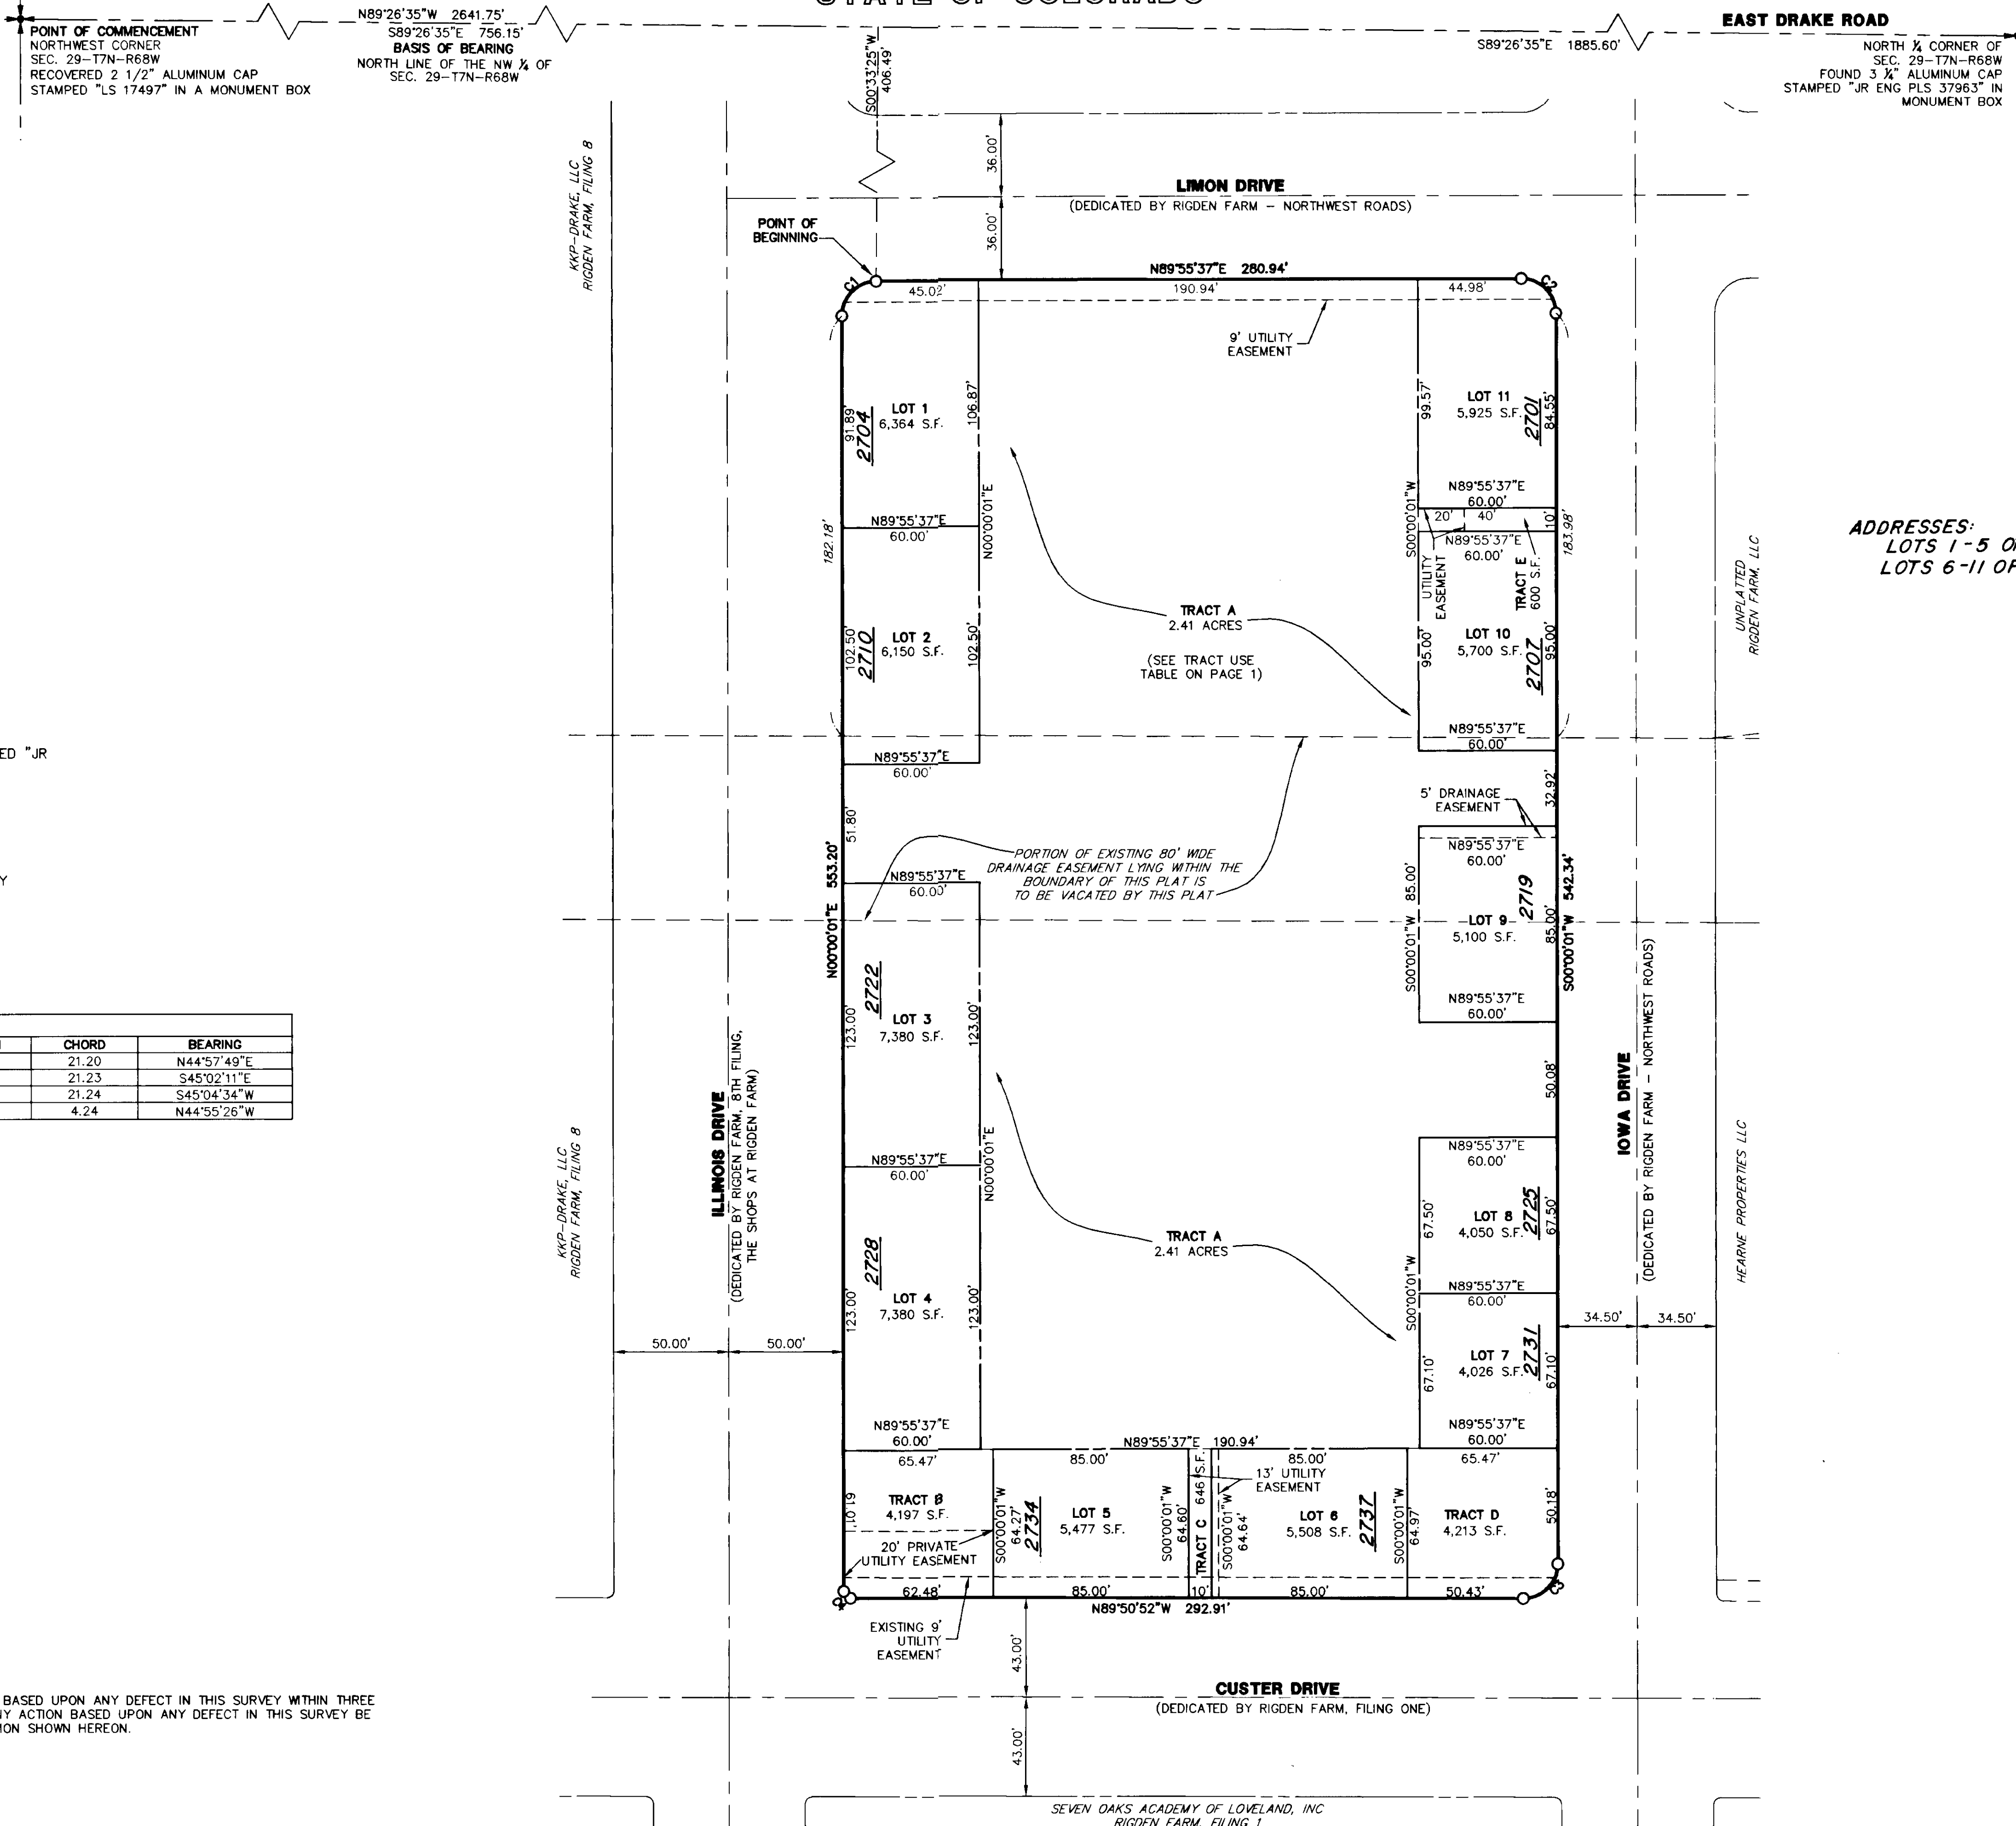 N89°26'35"W 2641.75'
S89°26'35"E 756.15'
BASIS OF BEARING
NORTH LINE OF THE NW ¼ OF
SEC. 29-T7N-R68W
POINT OF COMMENCEMENT
NORTHWEST CORNER
SEC. 29-T7N-R68W
RECOVERED 2 1/2" ALUMINUM CAP
STAMPED "LS 17497" IN A MONUMENT BOX
STATE OF COLORADO
S00°33'25"W
406.49'
S89°26'35"E 1885.60'
EAST DRAKE ROAD
NORTH ¼ CORNER OF
SEC. 29-T7N-R68W
FOUND 3 ¼" ALUMINUM CAP
STAMPED "JR ENG PLS 37963" IN
MONUMENT BOX
KKP-DRAKE, LLC
RIGDEN FARM, FILING 8
36.00'
36.00'
LIMON DRIVE
(DEDICATED BY RIGDEN FARM - NORTHWEST ROADS)
POINT OF
BEGINNING
N89°55'37"E 280.94'
C1
45.02'
190.94'
44.98'
C2
9' UTILITY
EASEMENT
LOT 1
6,364 S.F.
91.89'
2704
106.87'
N89°55'37"E
60.00'
N00°00'01"E
182.18'
LOT 2
6,150 S.F.
102.50'
2710
102.50'
N89°55'37"E
60.00'
TRACT A
2.41 ACRES
(SEE TRACT USE
TABLE ON PAGE 1)
LOT 11
5,925 S.F.
99.57'
2701
84.55'
N89°55'37"E
60.00'
20' 40'
10'
N89°55'37"E
60.00'
S00°00'01"W
UTILITY
EASEMENT
TRACT E
600 S.F.
183.98'
LOT 10
5,700 S.F.
95.00'
2707
95.00'
N89°55'37"E
60.00'
UNPLATTED
RIGDEN FARM, LLC
ADDRESSES:
LOTS 1-5 O
LOTS 6-11 OF
ED "JR
Y
51.80'
N00°00'01"E 553.20'
N89°55'37"E
60.00'
PORTION OF EXISTING 80' WIDE
DRAINAGE EASEMENT LYING WITHIN THE
BOUNDARY OF THIS PLAT IS
TO BE VACATED BY THIS PLAT
32.92'
5' DRAINAGE
EASEMENT
N89°55'37"E
60.00'
S00°00'01"W 85.00'
2719
LOT 9
5,100 S.F.
85.00'
S00°00'01"W 542.34'
N89°55'37"E
60.00'
2722
LOT 3
7,380 S.F.
123.00'
123.00'
N89°55'37"E
60.00'
N00°00'01"E
CHORD BEARING
21.20 N44°57'49"E
21.23 S45°02'11"E
21.24 S45°04'34"W
4.24 N44°55'26"W
KKP-DRAKE, LLC
RIGDEN FARM, FILING 8
ILLINOIS DRIVE
(DEDICATED BY RIGDEN FARM, 8TH FILING,
THE SHOPS AT RIGDEN FARM)
50.00'
50.00'
2728
LOT 4
7,380 S.F.
123.00'
123.00'
N89°55'37"E
60.00'
TRACT A
2.41 ACRES
50.08'
N89°55'37"E
60.00'
LOT 8
4,050 S.F.
67.50'
2725
67.50'
N89°55'37"E
60.00'
S00°00'01"W
LOT 7
4,026 S.F.
67.10'
2731
67.10'
N89°55'37"E
60.00'
IOWA DRIVE
(DEDICATED BY RIGDEN FARM - NORTHWEST ROADS)
HEARNE PROPERTIES LLC
34.50'
34.50'
N89°55'37"E 190.94'
65.47'
85.00'
85.00'
65.47'
61.01'
TRACT B
4,197 S.F.
20' PRIVATE
UTILITY EASEMENT
S00°00'01"W
64.27'
2734
LOT 5
5,477 S.F.
S00°00'01"W
64.60'
TRACT C 646 S.F.
13' UTILITY
EASEMENT
S00°00'01"W
64.64'
LOT 6
5,508 S.F.
2737
S00°00'01"W
64.97'
TRACT D
4,213 S.F.
50.18'
62.48'
85.00'
10'
85.00'
50.43'
C3
N89°50'52"W 292.91'
EXISTING 9'
UTILITY
EASEMENT
43.00'
43.00'
CUSTER DRIVE
(DEDICATED BY RIGDEN FARM, FILING ONE)
BASED UPON ANY DEFECT IN THIS SURVEY WITHIN THREE
NY ACTION BASED UPON ANY DEFECT IN THIS SURVEY BE
ION SHOWN HEREON.
SEVEN OAKS ACADEMY OF LOVELAND, INC
RIGDEN FARM, FILING 1